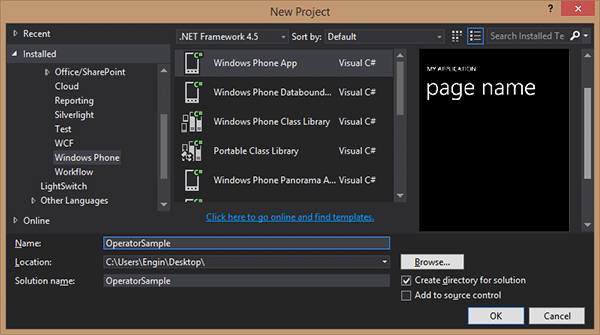 New Project
?
Recent
.NET Framework 4.5
Sort by:
Default
Search Installed Te
Installed
Office/SharePoint
Cloud
Reporting
Silverlight
Test
WCF
Windows Phone
Workflow
LightSwitch
Other Languages
Online
Windows Phone App Visual C#
Windows Phone Databound... Visual C#
Windows Phone Class Library Visual C#
Portable Class Library Visual C#
Windows Phone Panorama A... Visual C#
Click here to go online and find templates.
MY APPLICATION
page name
Name: OperatorSample
Location: C:\Users\Engin\Desktop\ Browse...
Solution name: OperatorSample
Create directory for solution
Add to source control
OK Cancel